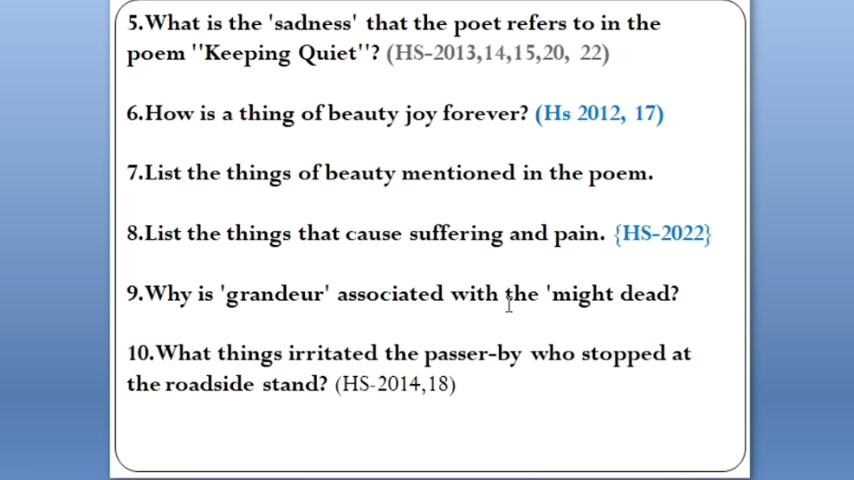 5.What is the 'sadness' that the poet refers to in the
poem ''Keeping Quiet''? (HS-2013,14,15,20, 22)
6.How is a thing of beauty joy forever? (Hs 2012, 17)
7.List the things of beauty mentioned in the poem.
8.List the things that cause suffering and pain. {HS-2022}
9.Why is 'grandeur' associated with the 'might dead?
10.What things irritated the passer-by who stopped at
the roadside stand? (HS-2014,18)